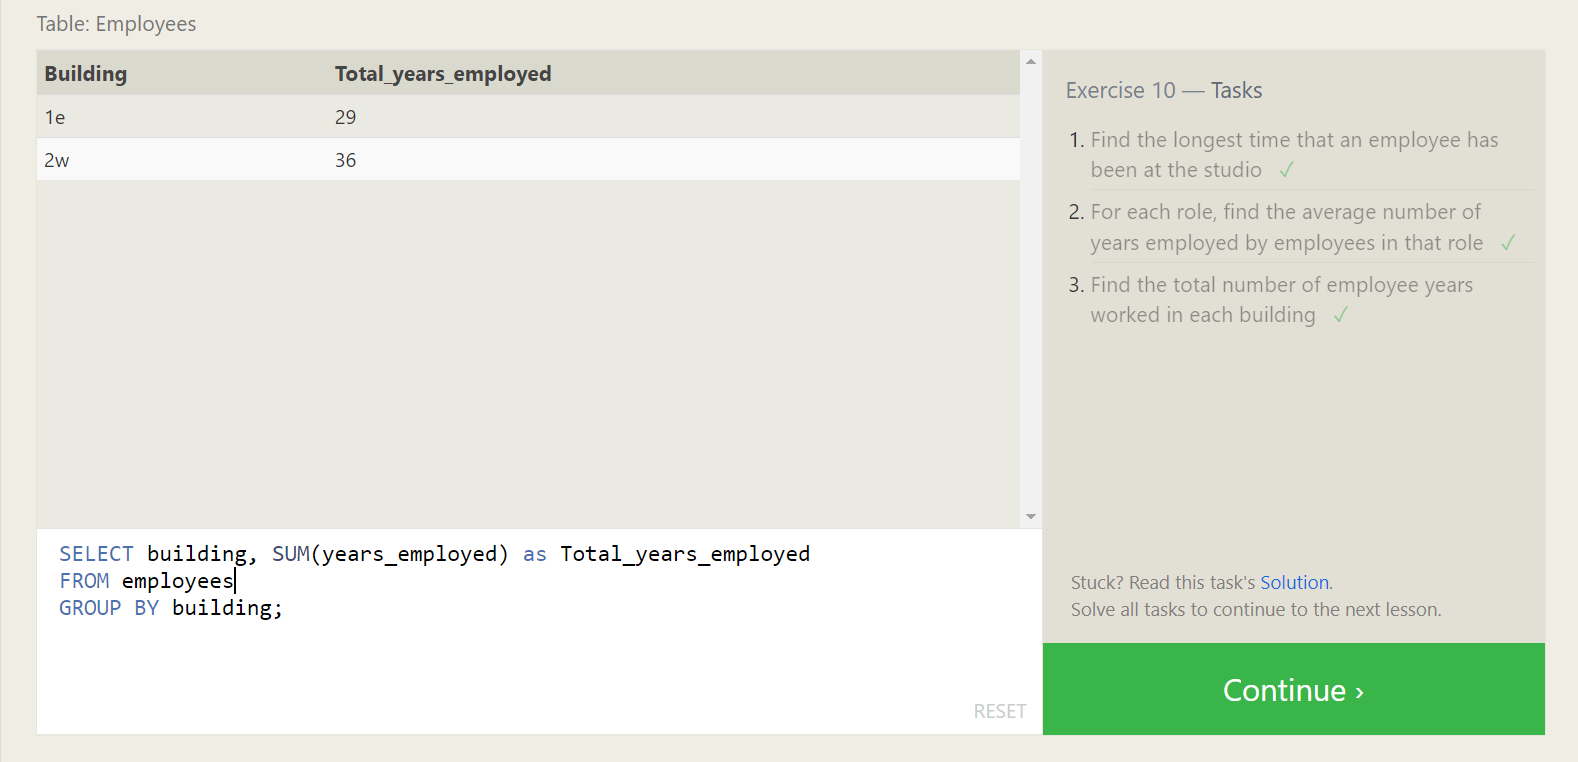 Table: Employees
Building Total_years_employed
1e 29
2w 36
SELECT building, SUM(years_employed) as Total_years_employed
FROM employees
GROUP BY building;
RESET
Exercise 10 — Tasks
1. Find the longest time that an employee has
been at the studio ✓
2. For each role, find the average number of
years employed by employees in that role ✓
3. Find the total number of employee years
worked in each building ✓
Stuck? Read this task's Solution.
Solve all tasks to continue to the next lesson.
Continue ›